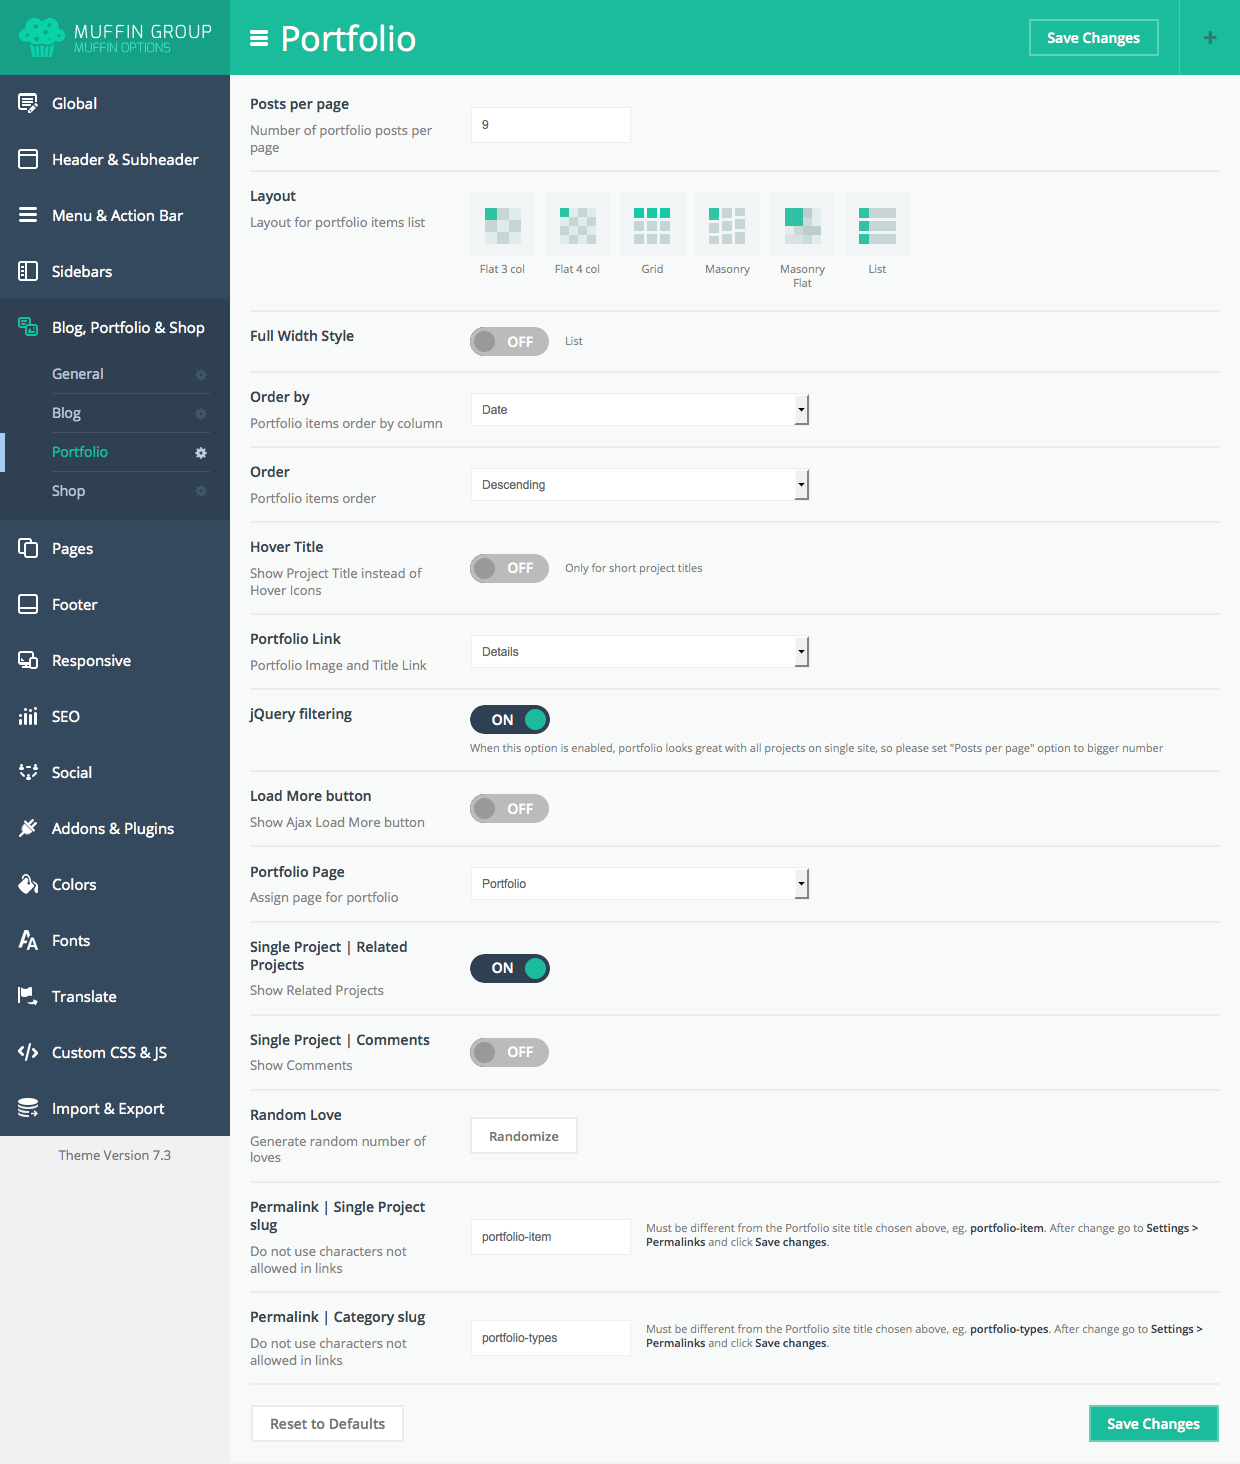 MUFFIN GROUP
MUFFIN OPTIONS
Portfolio
Save Changes
Global
Header & Subheader
Menu & Action Bar
Sidebars
Blog, Portfolio & Shop
General
Blog
Portfolio
Shop
Pages
Footer
Responsive
SEO
Social
Addons & Plugins
Colors
Fonts
Translate
Custom CSS & JS
Import & Export
Theme Version 7.3
Posts per page
Number of portfolio posts per
page
9
Layout
Layout for portfolio items list
Flat 3 col
Flat 4 col
Grid
Masonry
Masonry
Flat
List
Full Width Style
OFF
List
Order by
Portfolio items order by column
Date
Order
Portfolio items order
Descending
Hover Title
Show Project Title instead of
Hover Icons
OFF
Only for short project titles
Portfolio Link
Portfolio Image and Title Link
Details
jQuery filtering
ON
When this option is enabled, portfolio looks great with all projects on single site, so please set "Posts per page" option to bigger number
Load More button
Show Ajax Load More button
OFF
Portfolio Page
Assign page for portfolio
Portfolio
Single Project | Related
Projects
Show Related Projects
ON
Single Project | Comments
Show Comments
OFF
Random Love
Generate random number of
loves
Randomize
Permalink | Single Project
slug
Do not use characters not
allowed in links
portfolio-item
Must be different from the Portfolio site title chosen above, eg. portfolio-item. After change go to Settings >
Permalinks and click Save changes.
Permalink | Category slug
Do not use characters not
allowed in links
portfolio-types
Must be different from the Portfolio site title chosen above, eg. portfolio-types. After change go to Settings >
Permalinks and click Save changes.
Reset to Defaults
Save Changes